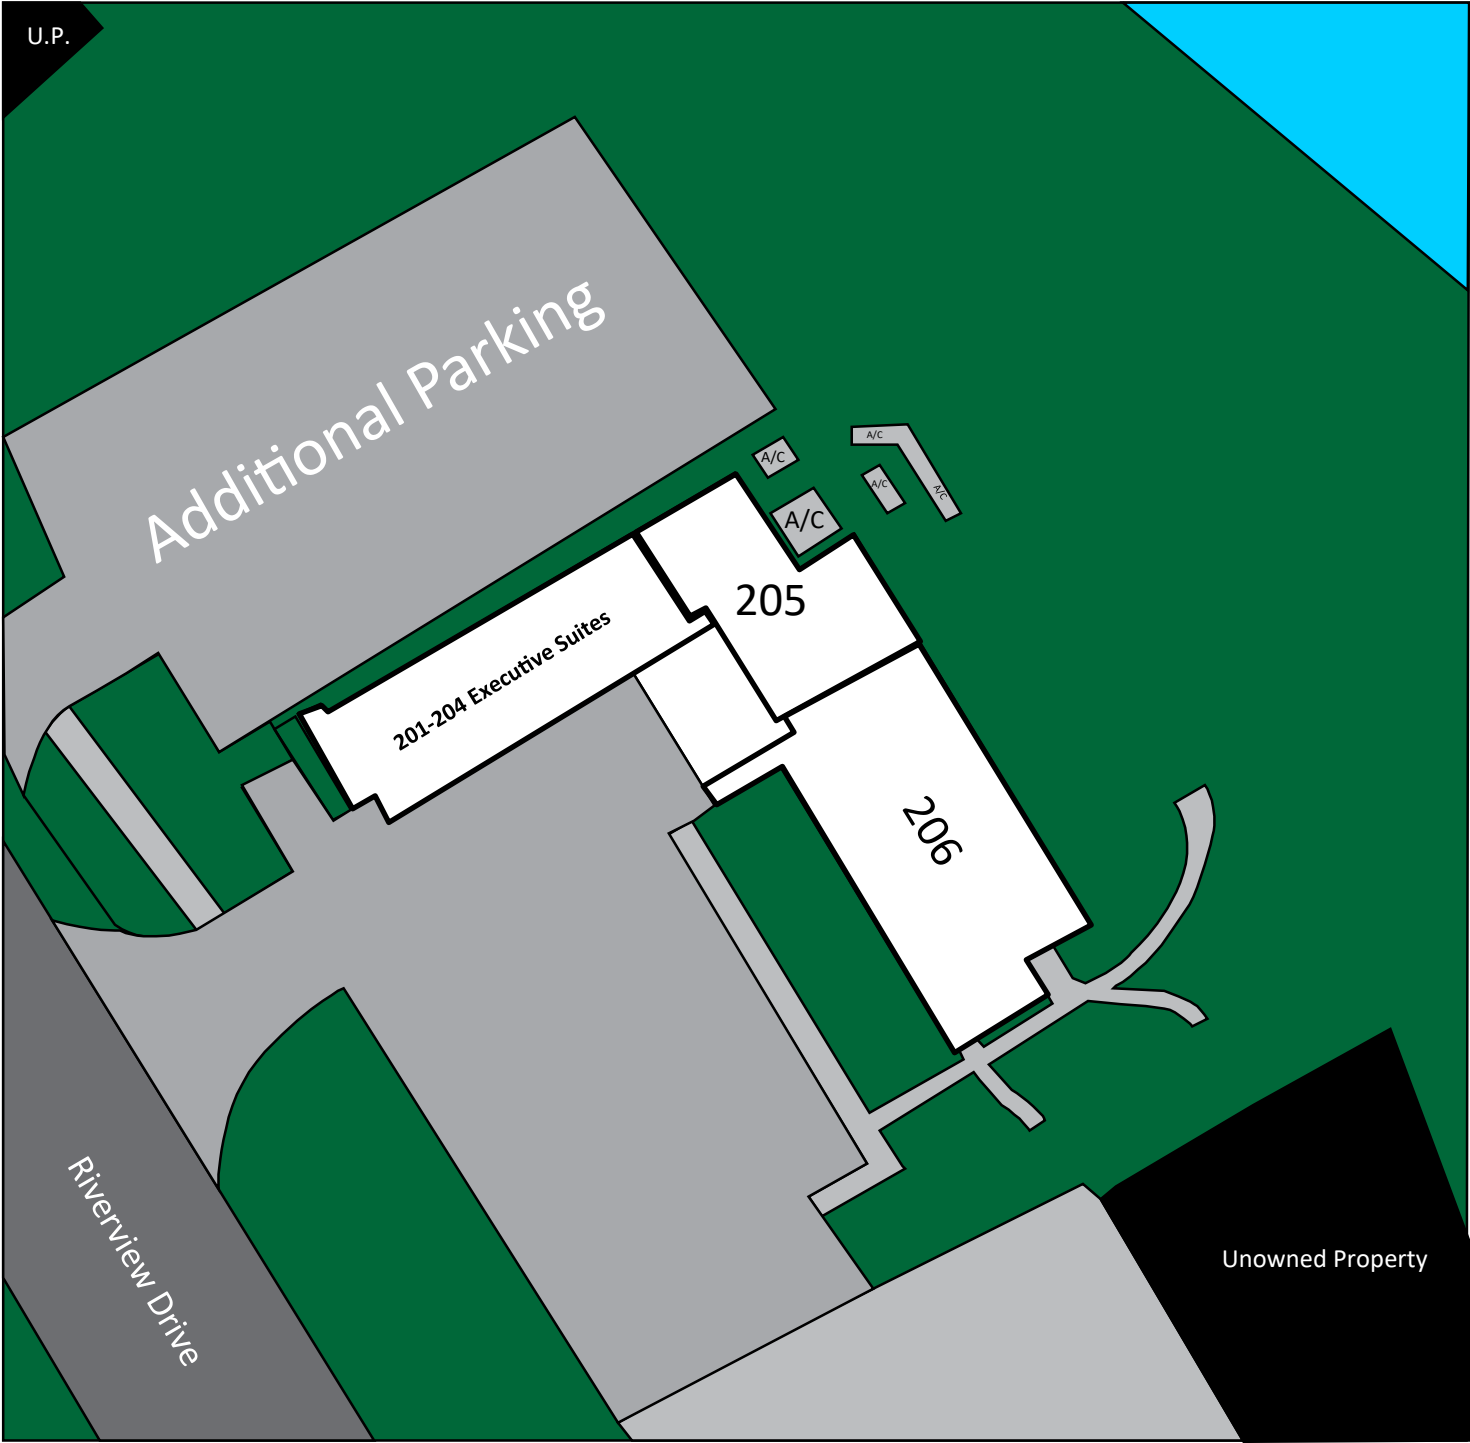 U.P.
Additional Parking
A/C
A/C
A/C
A/C
A/C
205
201-204 Executive Suites
206
Riverview Drive
Unowned Property